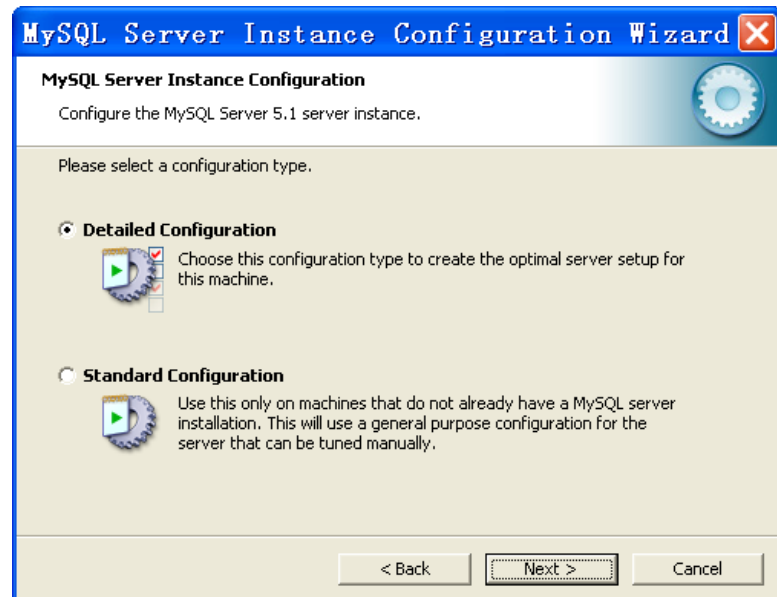 MySQL Server Instance Configuration Wizard
MySQL Server Instance Configuration
Configure the MySQL Server 5.1 server instance.
Please select a configuration type.
Detailed Configuration
Choose this configuration type to create the optimal server setup for
this machine.
Standard Configuration
Use this only on machines that do not already have a MySQL server
installation. This will use a general purpose configuration for the
server that can be tuned manually.
< Back
Next >
Cancel